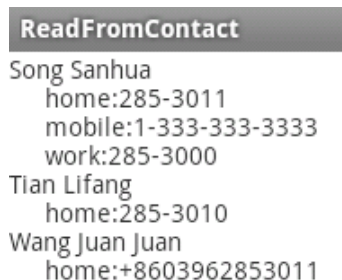 ReadFromContact
Song Sanhua
home:285-3011
mobile:1-333-333-3333
work:285-3000
Tian Lifang
home:285-3010
Wang Juan Juan
home:+8603962853011